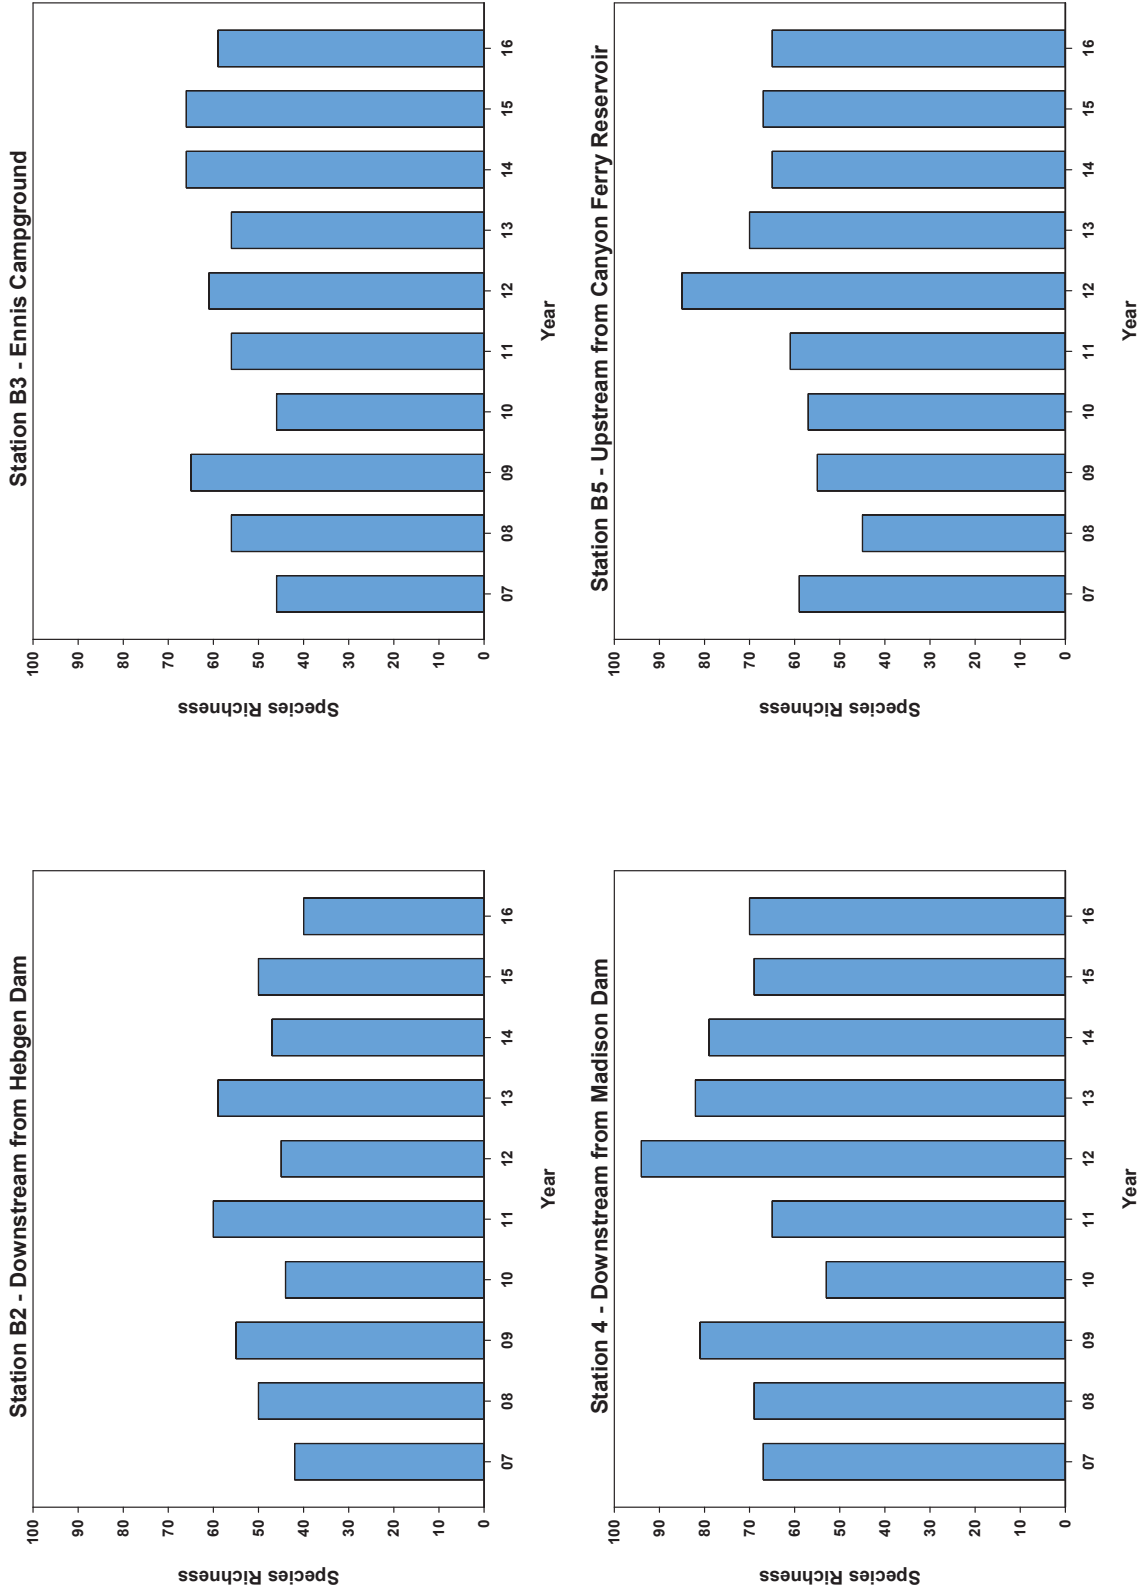 Station B2 - Downstream from Hebgen Dam
Species Richness
100
90
80
70
60
50
40
30
20
10
0
07 08 09 10 11 12 13 14 15 16
Year
Station B3 - Ennis Campground
Species Richness
100
90
80
70
60
50
40
30
20
10
0
07 08 09 10 11 12 13 14 15 16
Year
Station 4 - Downstream from Madison Dam
Species Richness
100
90
80
70
60
50
40
30
20
10
0
07 08 09 10 11 12 13 14 15 16
Year
Station B5 - Upstream from Canyon Ferry Reservoir
Species Richness
100
90
80
70
60
50
40
30
20
10
0
07 08 09 10 11 12 13 14 15 16
Year